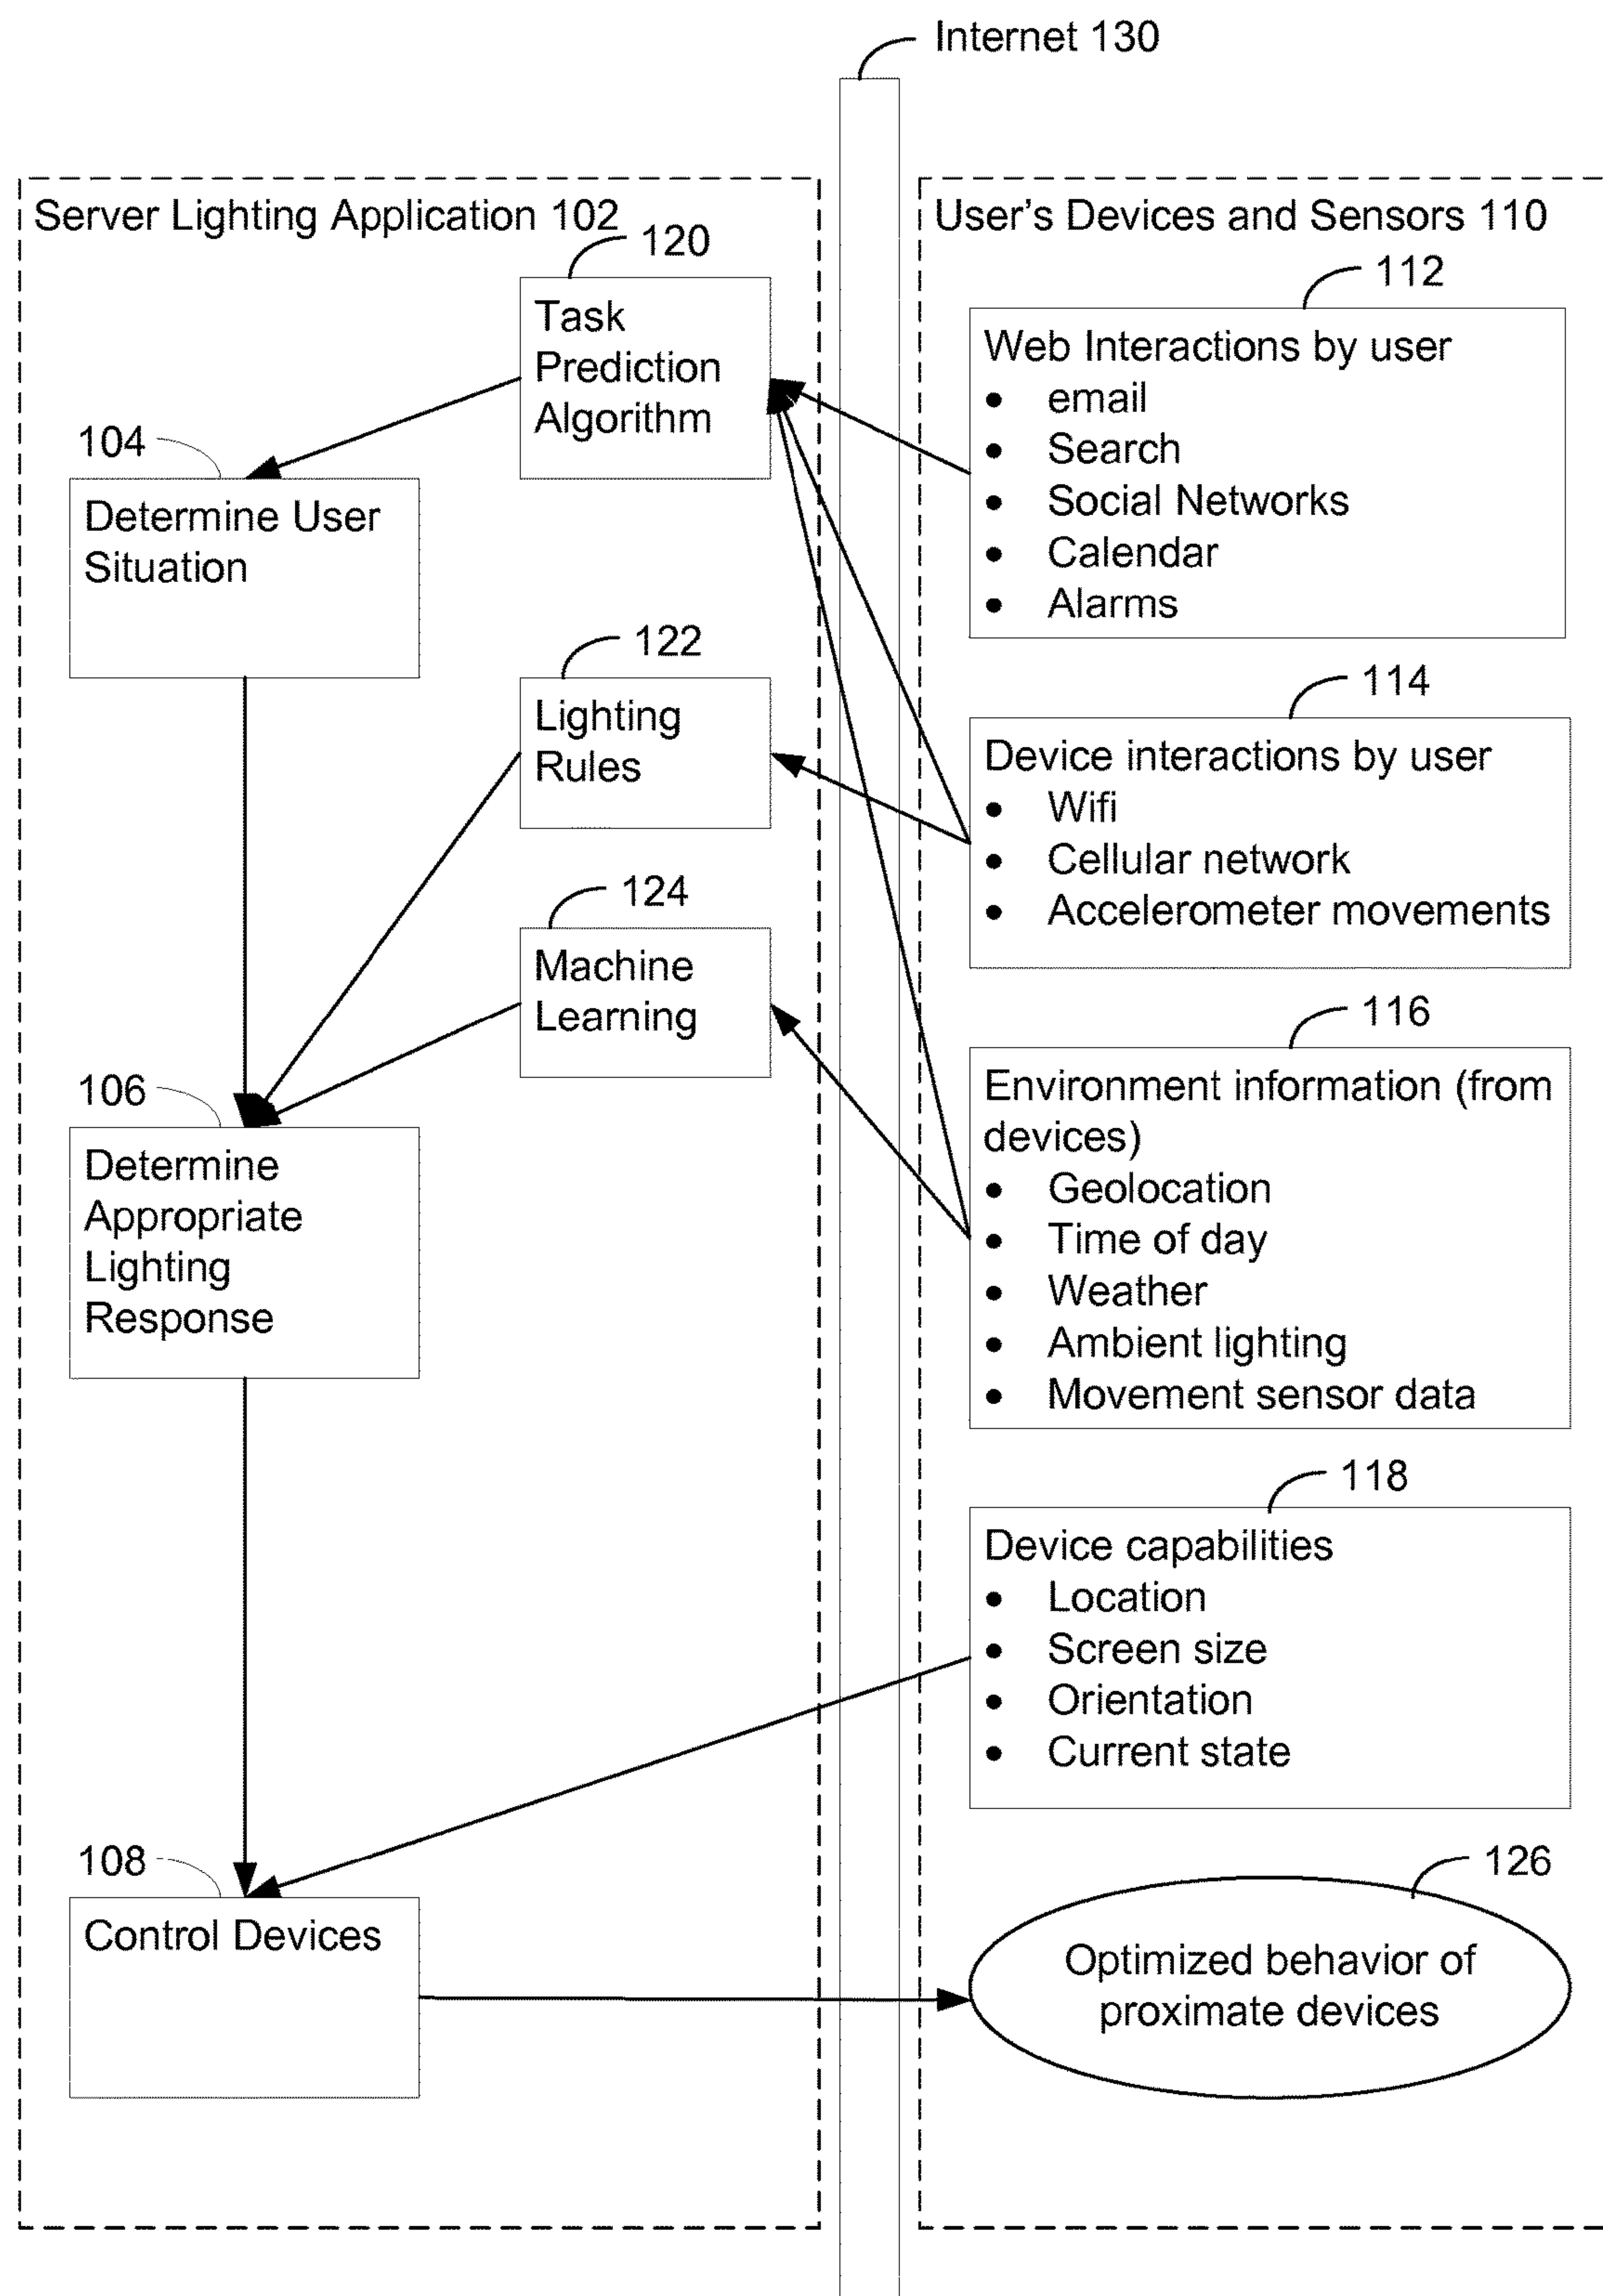 Internet 130
Server Lighting Application 102
120
Task
Prediction
Algorithm
104
Determine User
Situation
122
Lighting
Rules
124
Machine
Learning
106
Determine
Appropriate
Lighting
Response
108
Control Devices
User's Devices and Sensors 110
112
Web Interactions by user
• email
• Search
• Social Networks
• Calendar
• Alarms
114
Device interactions by user
• Wifi
• Cellular network
• Accelerometer movements
116
Environment information (from
devices)
• Geolocation
• Time of day
• Weather
• Ambient lighting
• Movement sensor data
118
Device capabilities
• Location
• Screen size
• Orientation
• Current state
126
Optimized behavior of
proximate devices